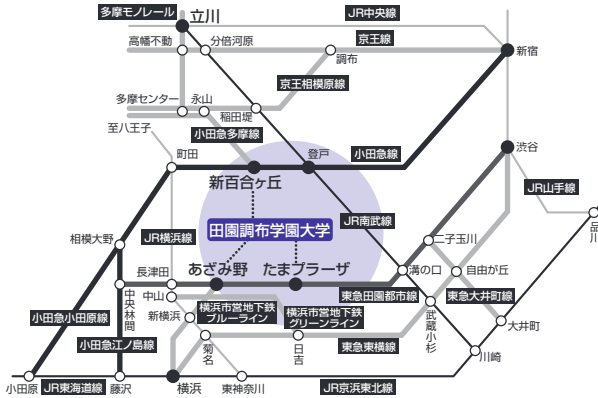 多摩モノレール
立川
JR中央線
高幡不動
分倍河原
京王線
調布
新宿
京王相模原線
多摩センター
永山
稲田堤
至八王子
小田急多摩線
町田
登戸
小田急線
渋谷
新百合ヶ丘
JR山手線
JR南武線
品川
田園調布学園大学
相模大野
JR横浜線
二子玉川
長津田
あざみ野
たまプラーザ
溝の口
自由が丘
中山
中央林間
東急田園都市線
東急大井町線
横浜市営地下鉄
ブルーライン
横浜市営地下鉄
グリーンライン
小田急小田原線
新横浜
武蔵小杉
大井町
小田急江ノ島線
菊名
日吉
東急東横線
川崎
小田原
JR東海道線
藤沢
横浜
東神奈川
JR京浜東北線